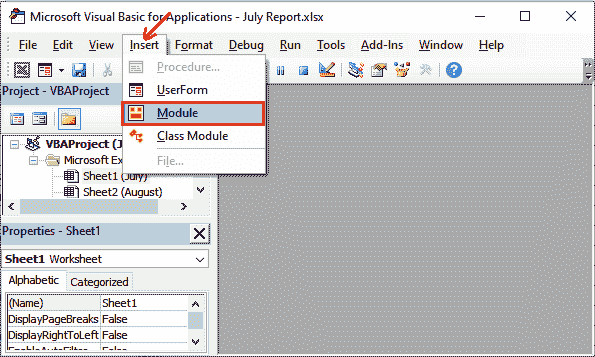 Microsoft Visual Basic for Applications - July Report.xlsx
File Edit View Insert Format Debug Run Tools Add-Ins Window Help
Procedure...
UserForm
Module
Class Module
File...
Project - VBAProject
VBAProject (J
Microsoft Ex
Sheet1 (July)
Sheet2 (August)
Properties - Sheet1
Sheet1 Worksheet
Alphabetic Categorized
(Name) Sheet1
DisplayPageBreaks False
DisplayRightToLeft False
EnableAutoFilter False